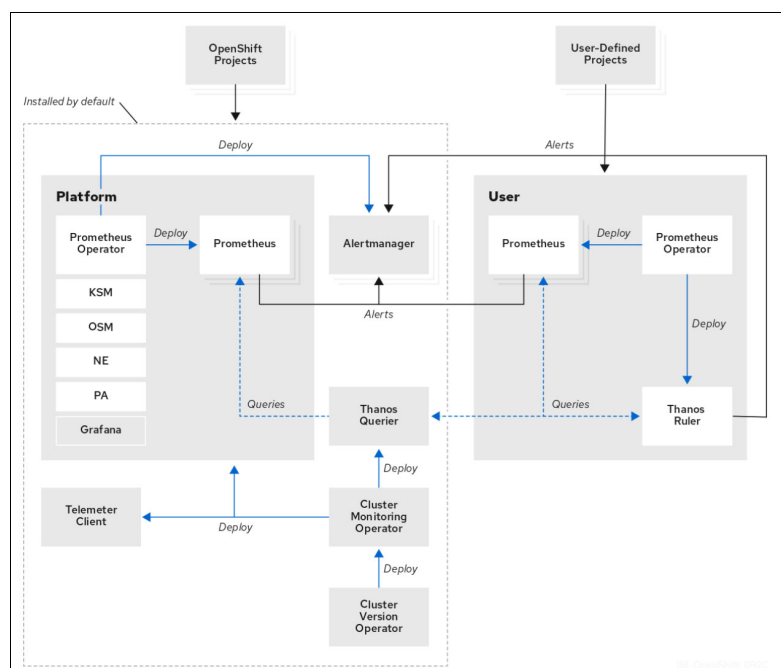 OpenShift
Projects
User-Defined
Projects
Installed by default
Deploy
Alerts
Platform
User
Prometheus
Operator
Deploy
Prometheus
Alertmanager
Prometheus
Deploy
Prometheus
Operator
KSM
Alerts
OSM
Deploy
NE
PA
Queries
Thanos
Querier
Queries
Thanos
Ruler
Grafana
Deploy
Telemeter
Client
Deploy
Cluster
Monitoring
Operator
Deploy
Cluster
Version
Operator